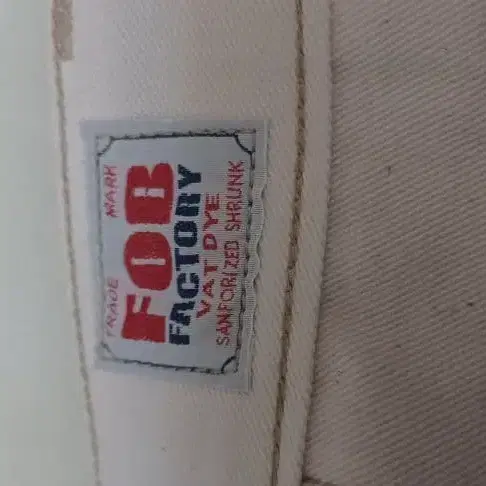 TRADE MARK
FOB
FACTORY
VAT DYE
SANFORIZED SHRUNK